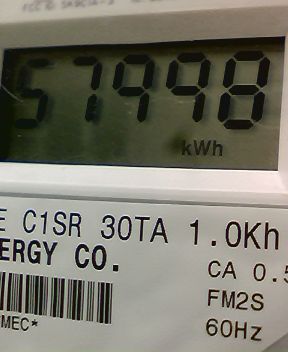 57998
kWh
E C1SR 30TA 1.0Kh
ERGY CO.
CA 0.5
FM2S
60Hz
MEC*